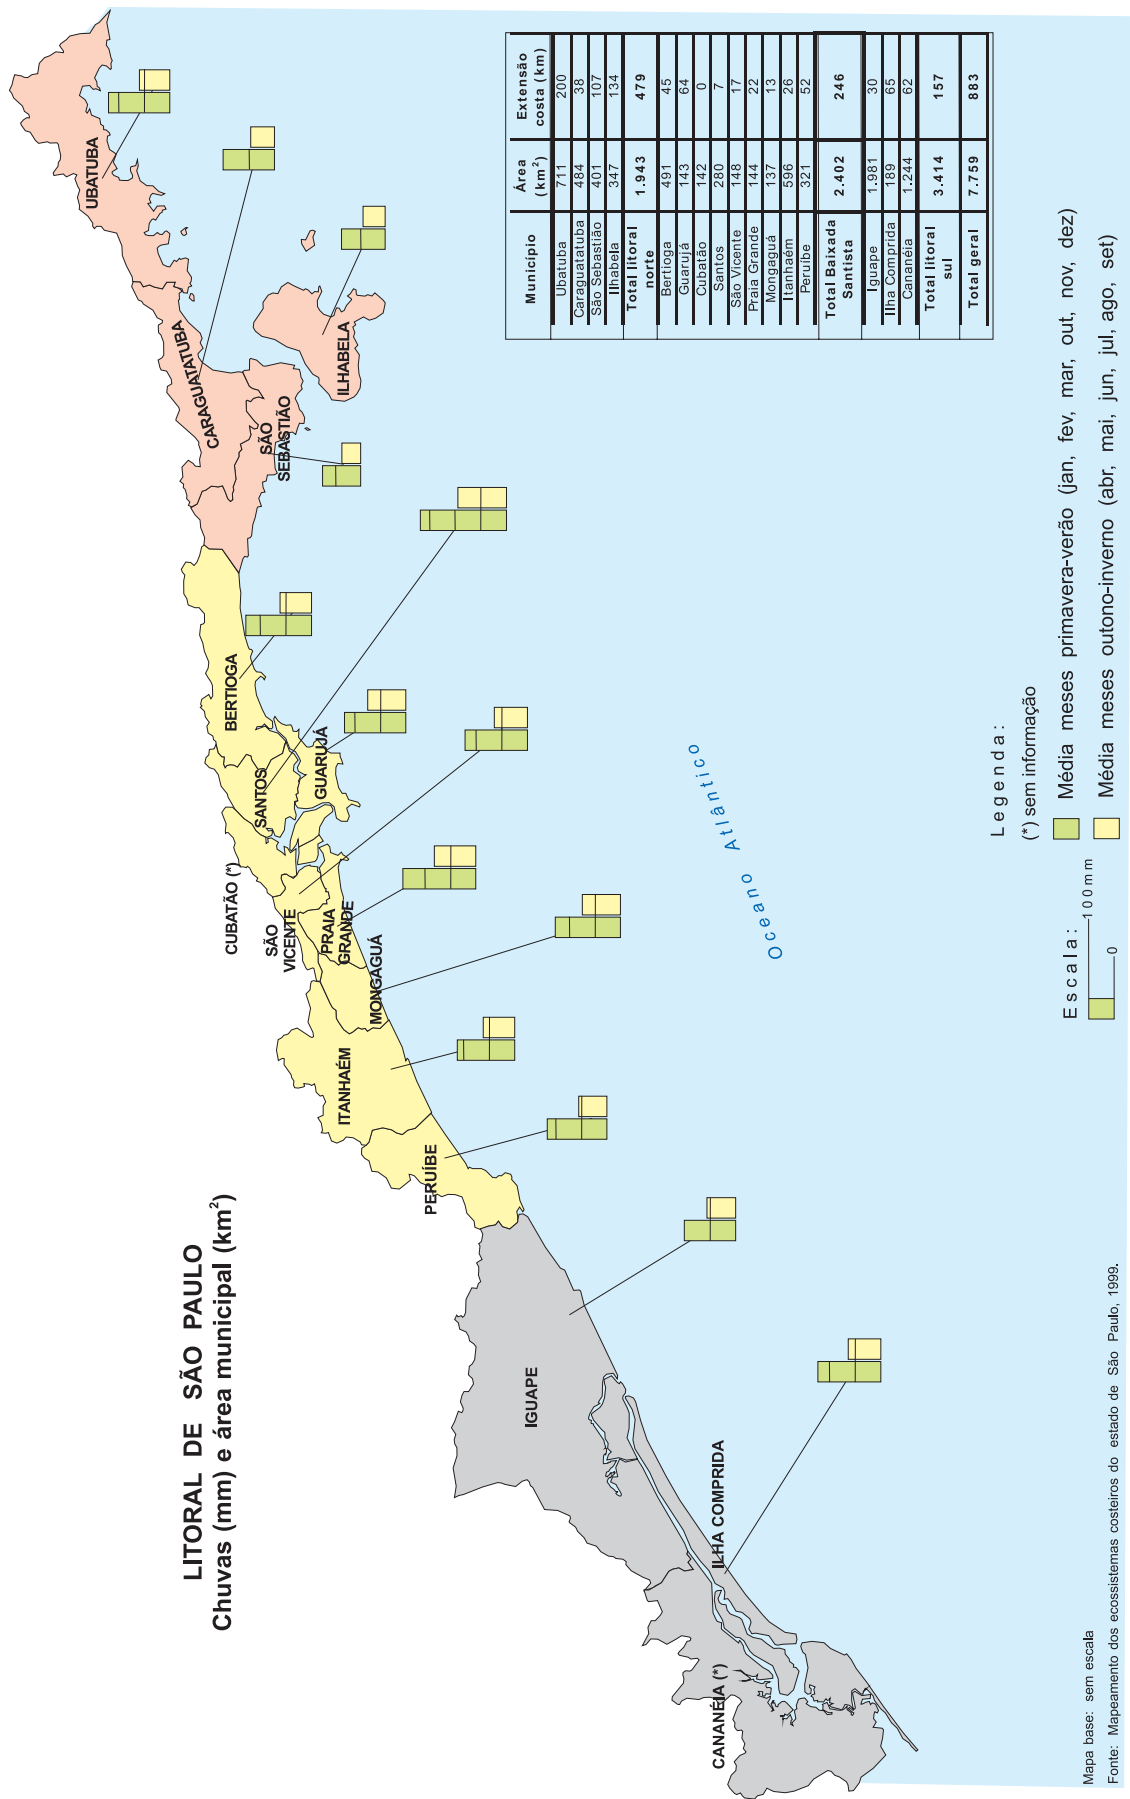 LITORAL DE SÃO PAULO
Chuvas (mm) e área municipal (km²)
UBATUBA
CARAGUATATUBA
SÃO
SEBASTIÃO
ILHABELA
BERTIOGA
SANTOS
GUARUJÁ
CUBATÃO (*)
SÃO
VICENTE
PRAIA
GRANDE
MONGAGUÁ
ITANHAÉM
PERUÍBE
IGUAPE
ILHA COMPRIDA
CANANÉIA (*)
Oceano Atlântico
Município Área (km²) Extensão costa (km)
Ubatuba 711 200
Caraguatatuba 484 38
São Sebastião 401 107
Ilhabela 347 134
Total litoral norte 1.943 479
Bertioga 491 45
Guarujá 143 64
Cubatão 142 0
Santos 280 7
São Vicente 148 17
Praia Grande 144 22
Mongaguá 137 13
Itanhaém 596 26
Peruíbe 321 52
Total Baixada Santista 2.402 246
Iguape 1.981 30
Ilha Comprida 189 65
Cananéia 1.244 62
Total litoral sul 3.414 157
Total geral 7.759 883
Legenda:
(*) sem informação
Média meses primavera-verão (jan, fev, mar, out, nov, dez)
Média meses outono-inverno (abr, mai, jun, jul, ago, set)
Escala:
100mm
0
Mapa base: sem escala
Fonte: Mapeamento dos ecossistemas costeiros do estado de São Paulo, 1999.